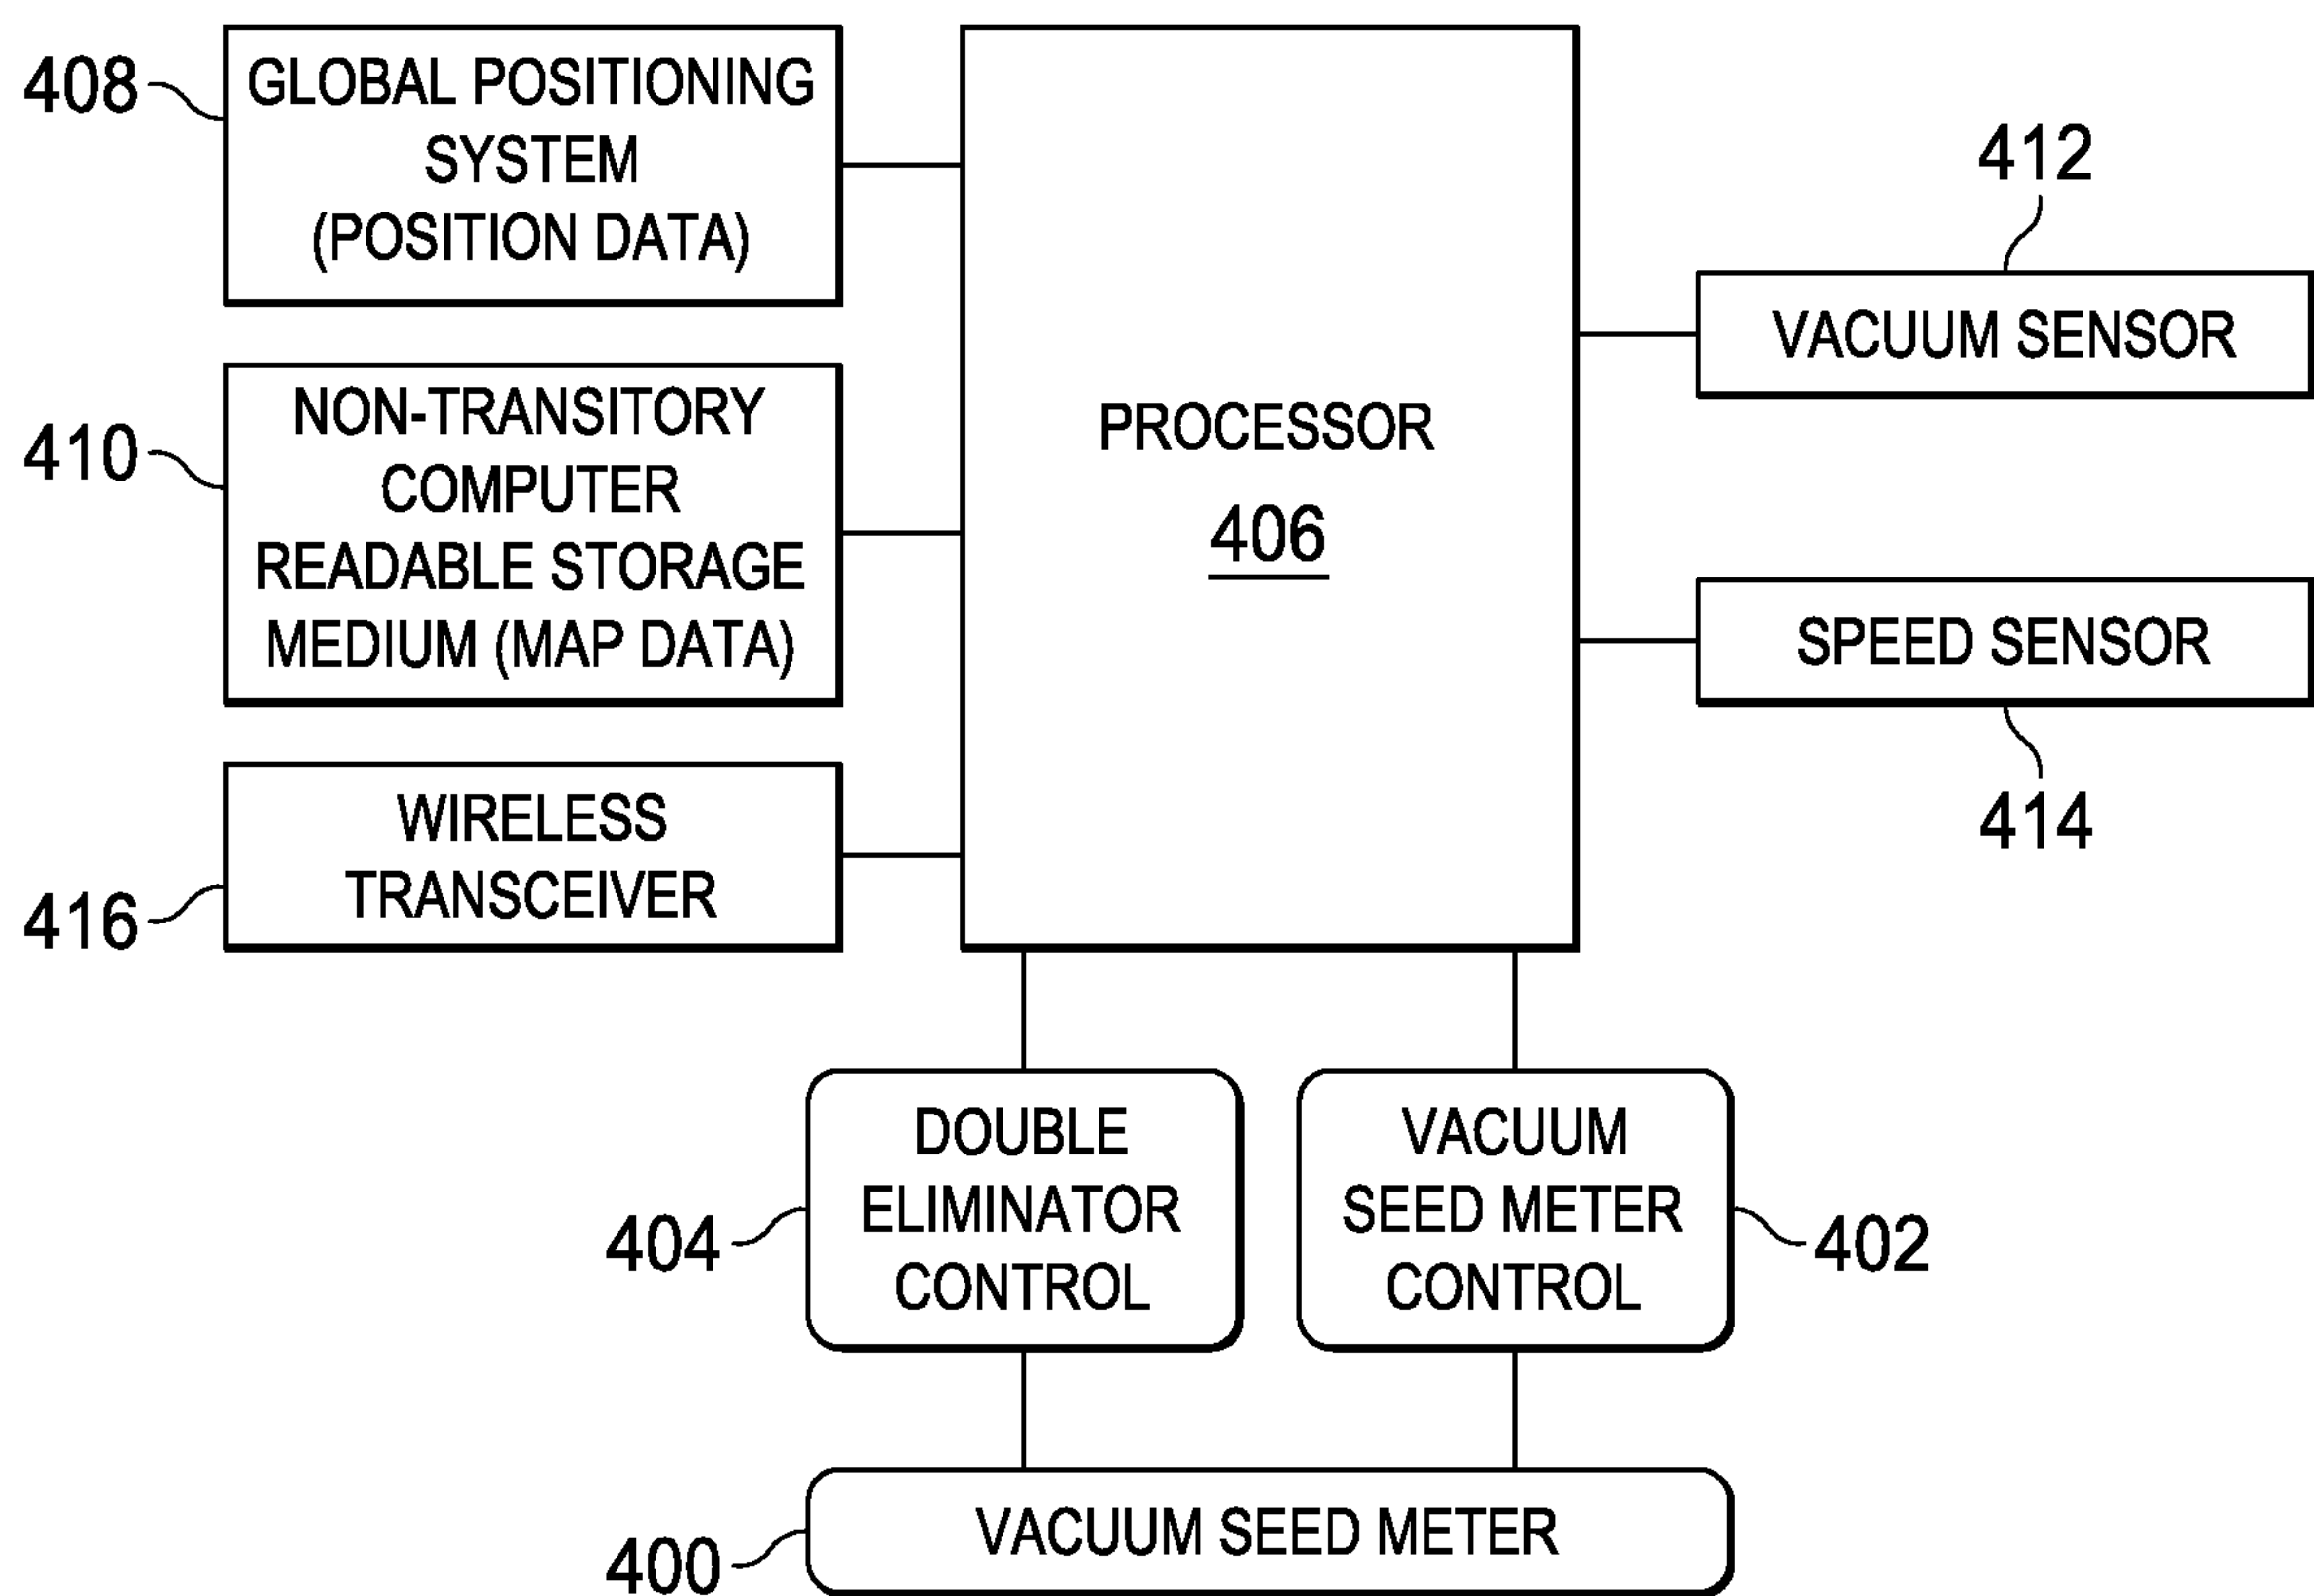 408
GLOBAL POSITIONING
SYSTEM
(POSITION DATA)
410
NON-TRANSITORY
COMPUTER
READABLE STORAGE
MEDIUM (MAP DATA)
416
WIRELESS
TRANSCEIVER
PROCESSOR
406
412
VACUUM SENSOR
SPEED SENSOR
414
404
DOUBLE
ELIMINATOR
CONTROL
VACUUM
SEED METER
CONTROL
402
400
VACUUM SEED METER